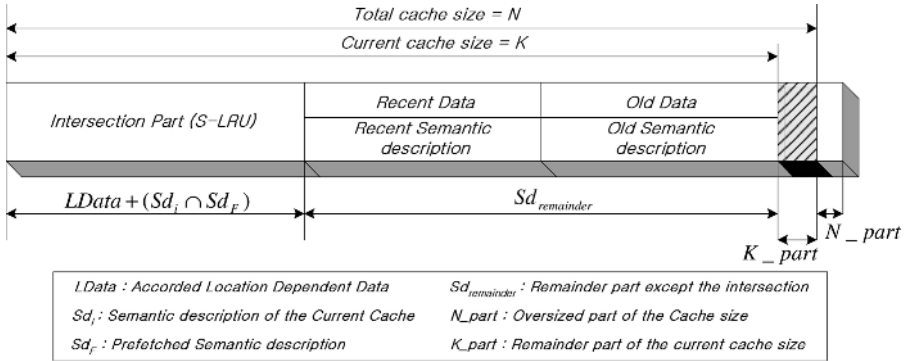 Total cache size = N
Current cache size = K
Intersection Part (S-LRU)
Recent Data
Old Data
Recent Semantic
description
Old Semantic
description
LData + (Sd_i ∩ Sd_F)
Sd_remainder
N _ part
K _ part
LData : Accorded Location Dependent Data
Sd_remainder : Remainder part except the intersection
Sd_i : Semantic description of the Current Cache
N_part : Oversized part of the Cache size
Sd_F : Prefetched Semantic description
K_part : Remainder part of the current cache size